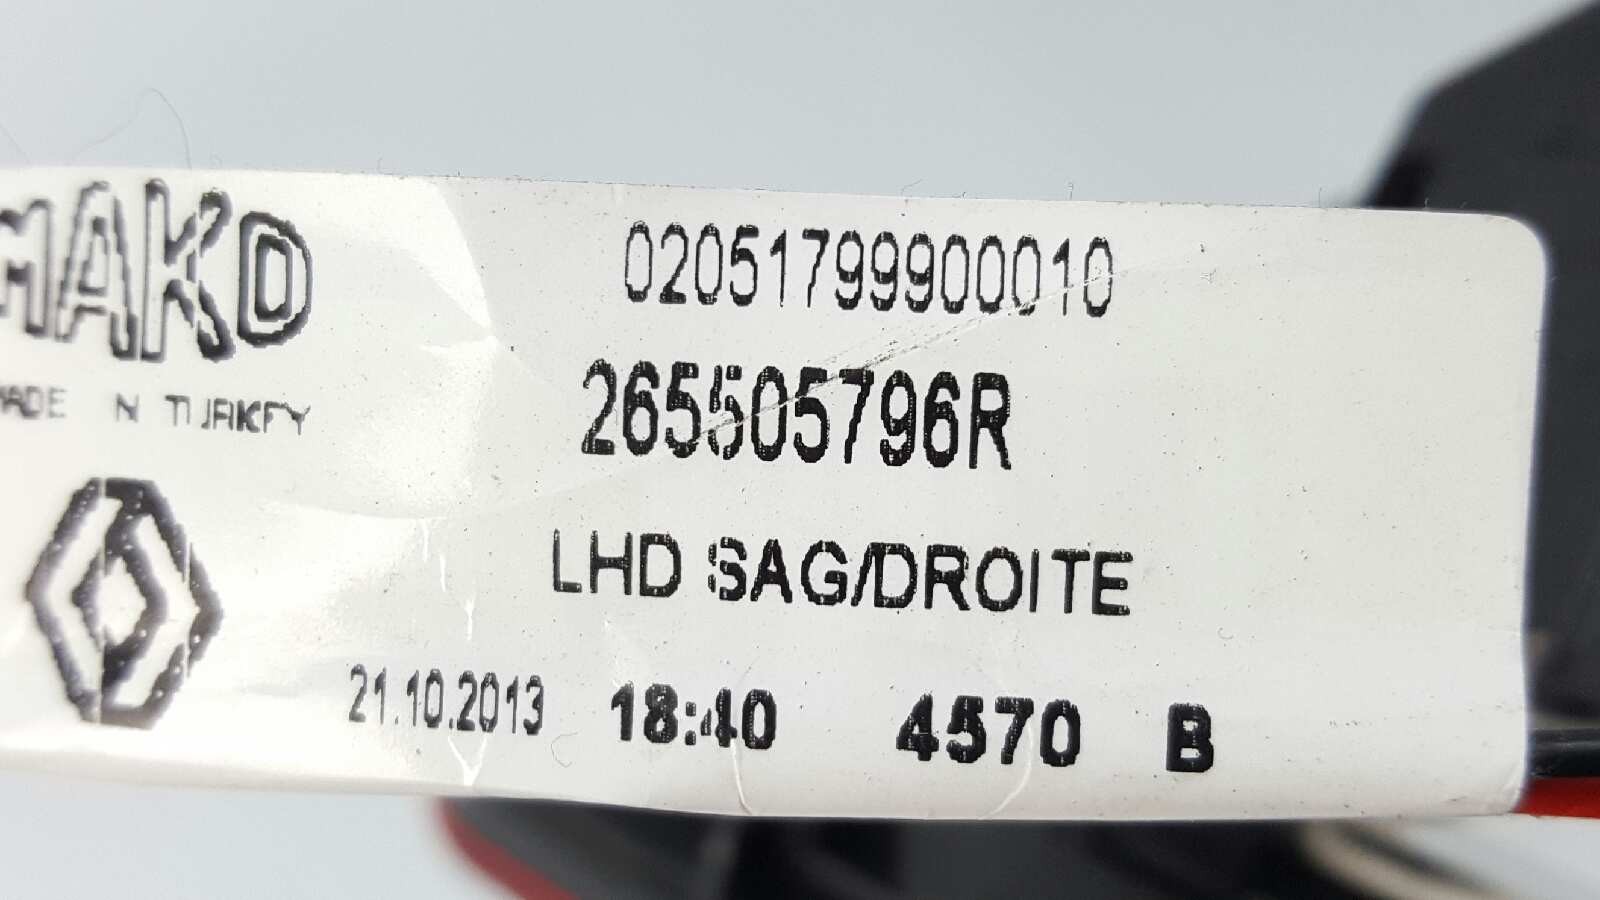 MAKO
02051799900010
MADE IN TURKEY
265505796R
LHD SAG/DROITE
21.10.2013 18:40 4570 B